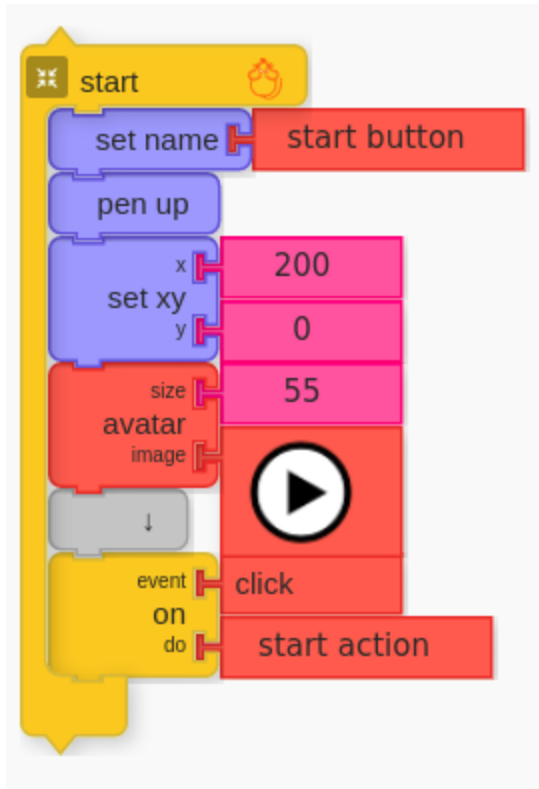 start
set name start button
pen up
x 200
set xy
y 0
size 55
avatar
image
↓
event click
on
do start action